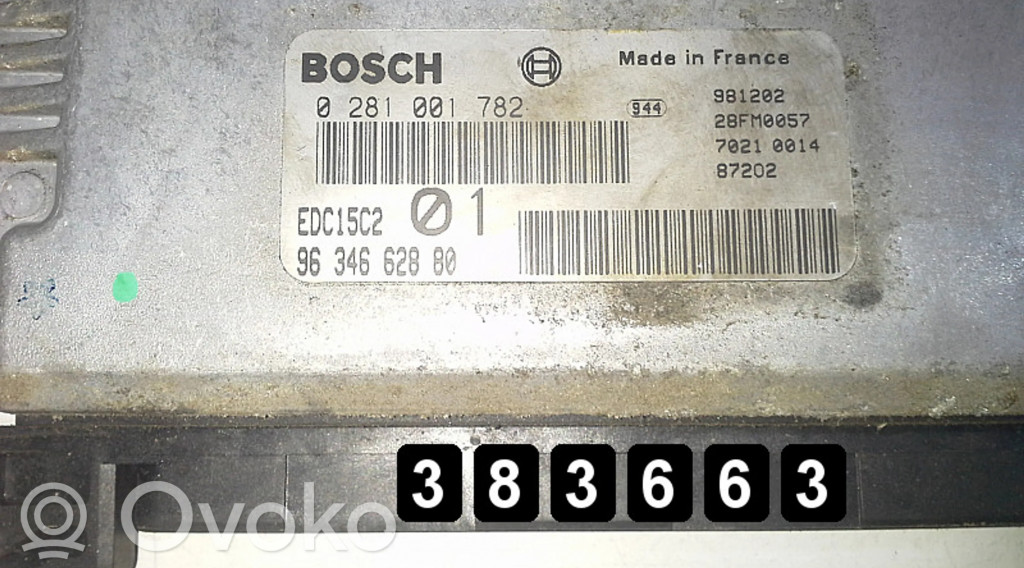 BOSCH
Made in France
0 281 001 782
944
981202
28FM0057
7021 0014
87202
EDC15C2
01
96 346 628 80
383663
Ovoko